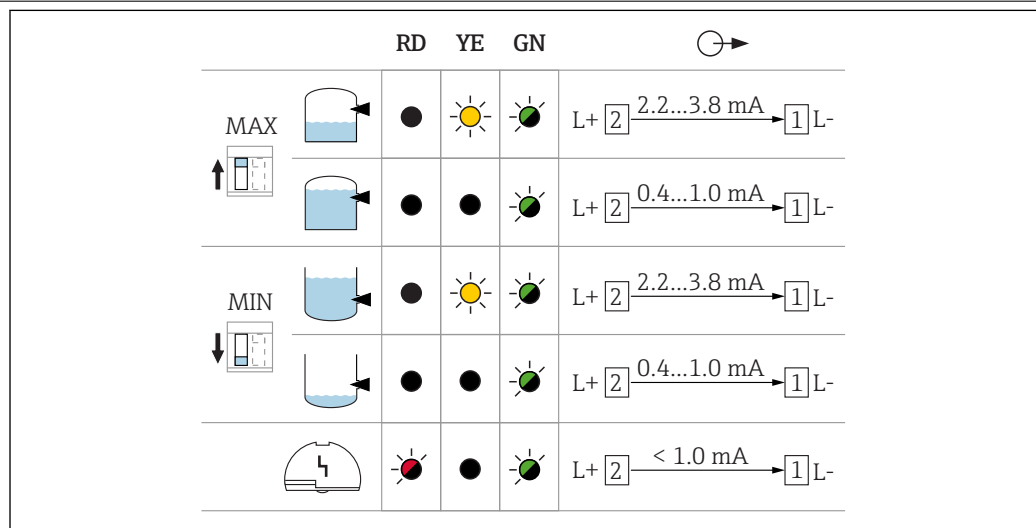 RD YE GN
MAX
L+ 2 2.2...3.8 mA 1 L-
L+ 2 0.4...1.0 mA 1 L-
MIN
L+ 2 2.2...3.8 mA 1 L-
L+ 2 0.4...1.0 mA 1 L-
L+ 2 < 1.0 mA 1 L-